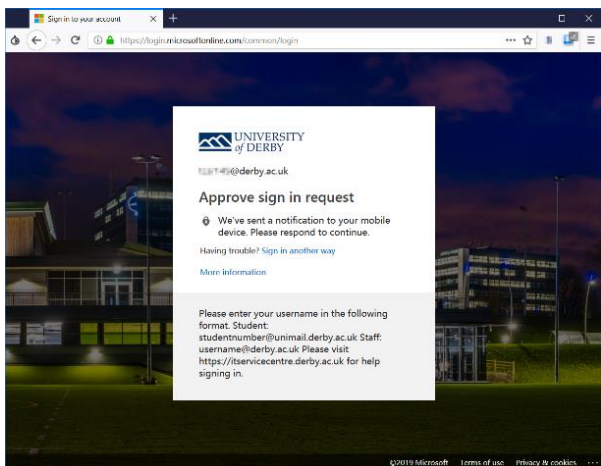 Sign in to your account
https://login.microsoftonline.com/common/login
UNIVERSITY
of DERBY
@derby.ac.uk
Approve sign in request
We've sent a notification to your mobile
device. Please respond to continue.
Having trouble? Sign in another way
More information
Please enter your username in the following
format. Student:
studentnumber@unimail.derby.ac.uk Staff:
username@derby.ac.uk Please visit
https://itservicecentre.derby.ac.uk for help
signing in.
©2019 Microsoft Terms of use Privacy & cookies ...